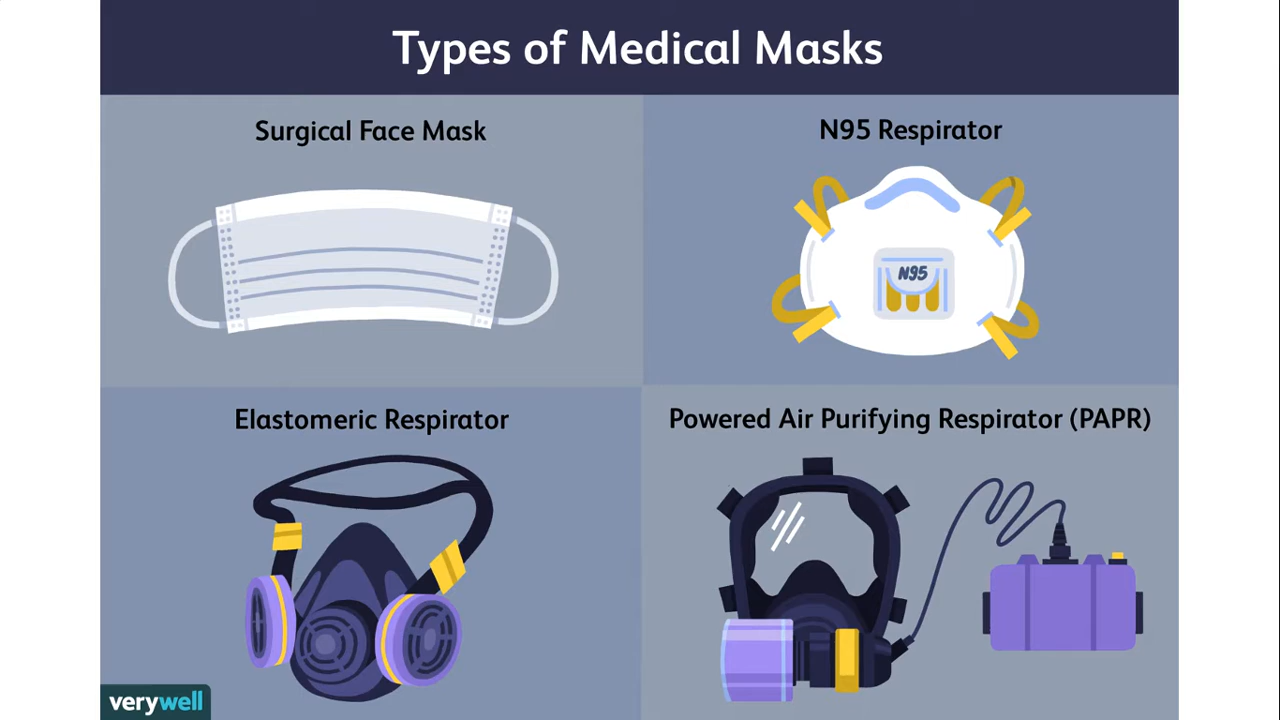 Types of Medical Masks
Surgical Face Mask
N95 Respirator
N95
Elastomeric Respirator
Powered Air Purifying Respirator (PAPR)
verywell